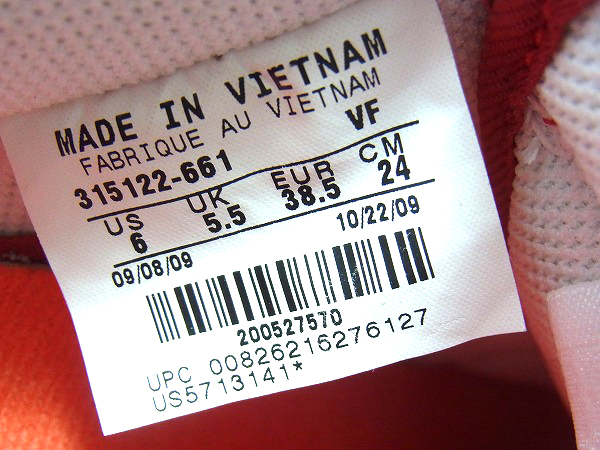 MADE IN VIETNAM
FABRIQUE AU VIETNAM
315122-661 VF
US UK EUR CM
6 5.5 38.5 24
09/08/09 10/22/09
200527570
UPC 00826216276127
US5713141*